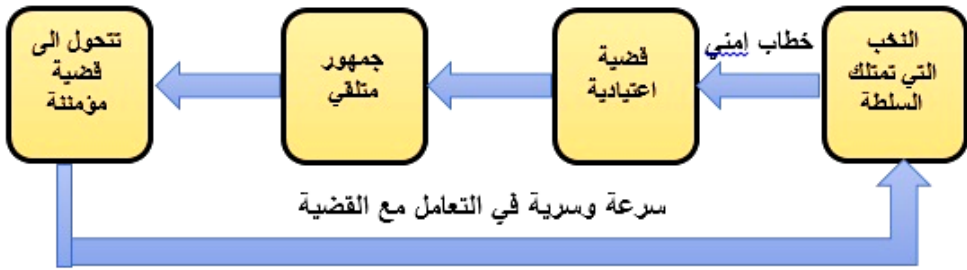 النخب
التي تمتلك
السلطة
خطاب إمني
قضية
اعتيادية
جمهور
متلقي
تتحول الى
قضية
مؤمننة
سرعة وسرية في التعامل مع القضية